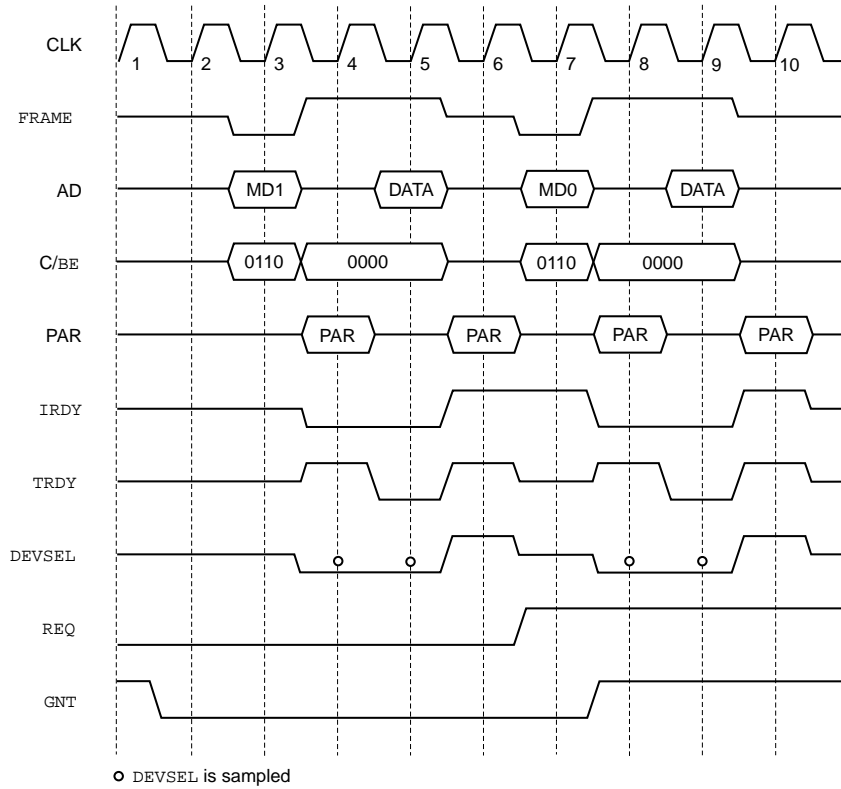 CLK
1 2 3 4 5 6 7 8 9 10
FRAME
AD MD1 DATA MD0 DATA
C/BE 0110 0000 0110 0000
PAR PAR PAR PAR PAR
IRDY
TRDY
DEVSEL
REQ
GNT
DEVSEL is sampled